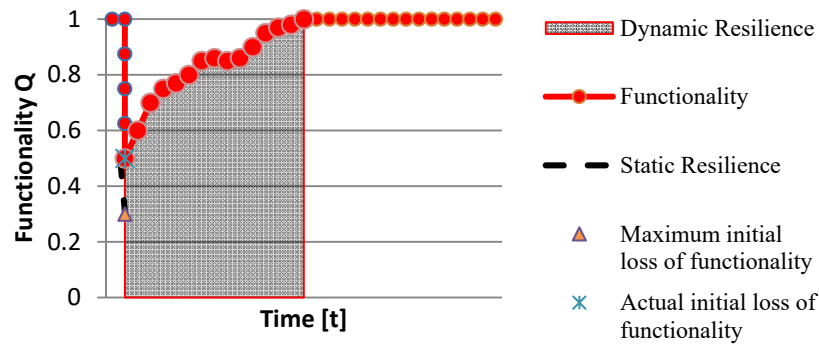 1
0.8
0.6
0.4
0.2
0
Functionality Q
Time [t]
Dynamic Resilience
Functionality
Static Resilience
Maximum initial
loss of functionality
Actual initial loss of
functionality